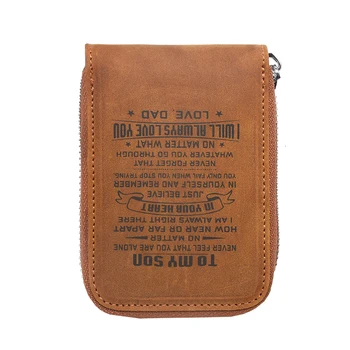 TO MY SON
NEVER FEEL THAT YOU ARE ALONE
NO MATTER
HOW NEAR OR FAR APART
I AM ALWAYS RIGHT THERE
IN YOUR HEART
JUST BELIEVE
IN YOURSELF AND REMEMBER
YOU ONLY FAIL WHEN YOU STOP TRYING
NEVER FORGET THAT
WHATEVER YOU GO THROUGH
NO MATTER WHAT
I WILL ALWAYS LOVE YOU
LOVE, DAD